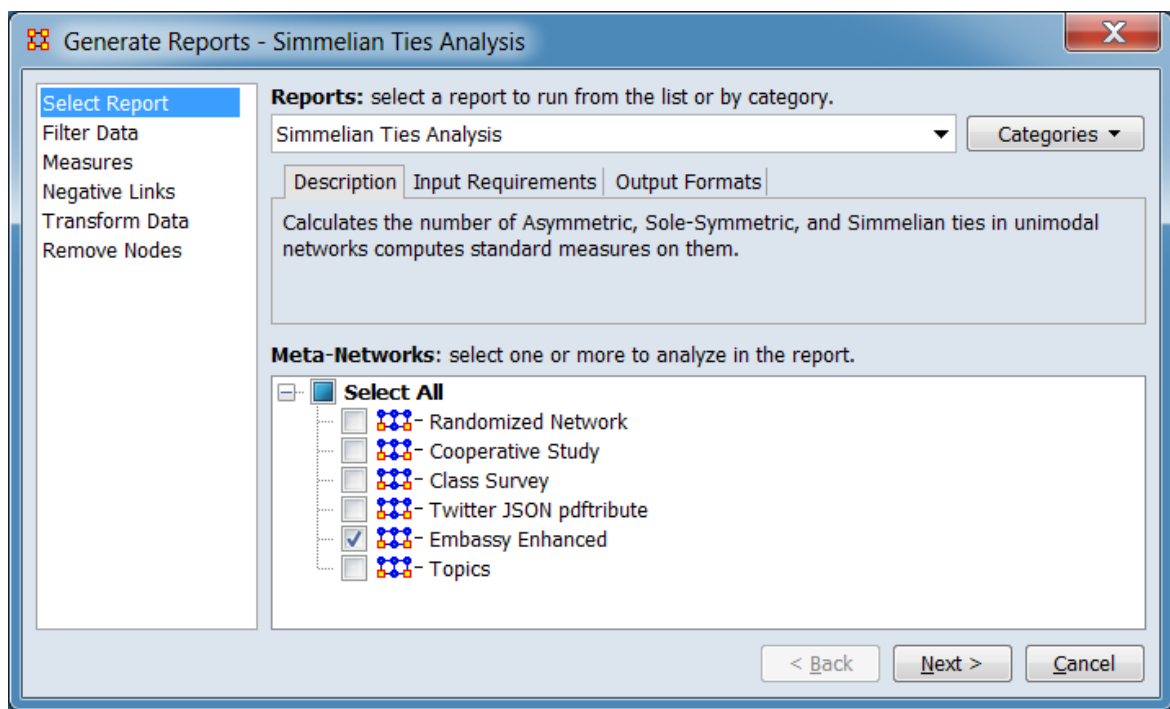 Generate Reports - Simmelian Ties Analysis
X
Select Report
Filter Data
Measures
Negative Links
Transform Data
Remove Nodes
Reports: select a report to run from the list or by category.
Simmelian Ties Analysis
Categories
Description Input Requirements Output Formats
Calculates the number of Asymmetric, Sole-Symmetric, and Simmelian ties in unimodal
networks computes standard measures on them.
Meta-Networks: select one or more to analyze in the report.
Select All
Randomized Network
Cooperative Study
Class Survey
Twitter JSON pdftribute
Embassy Enhanced
Topics
< Back Next > Cancel